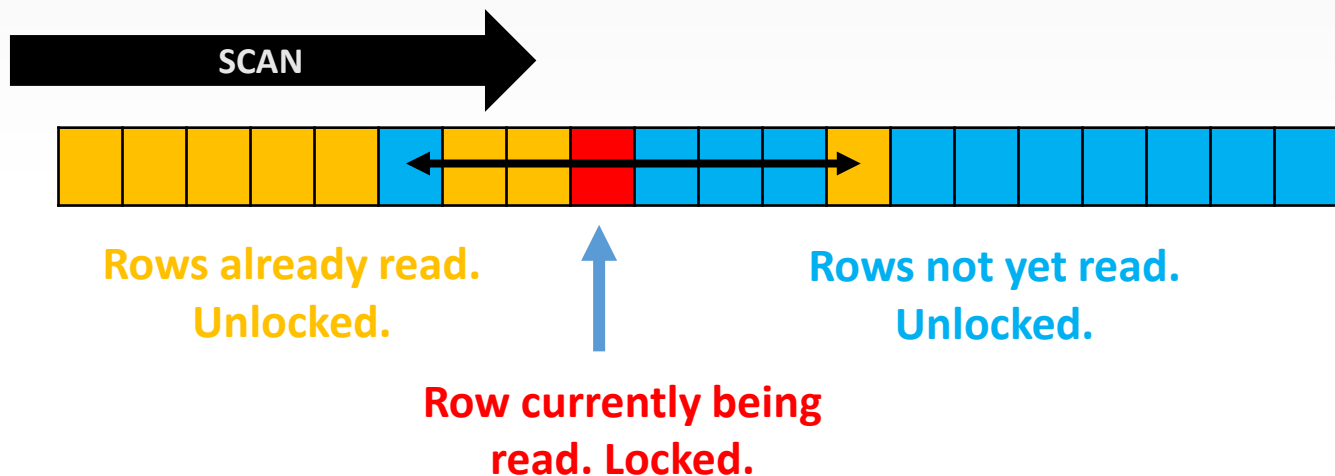 SCAN
Rows already read.
Unlocked.
Rows not yet read.
Unlocked.
Row currently being
read. Locked.